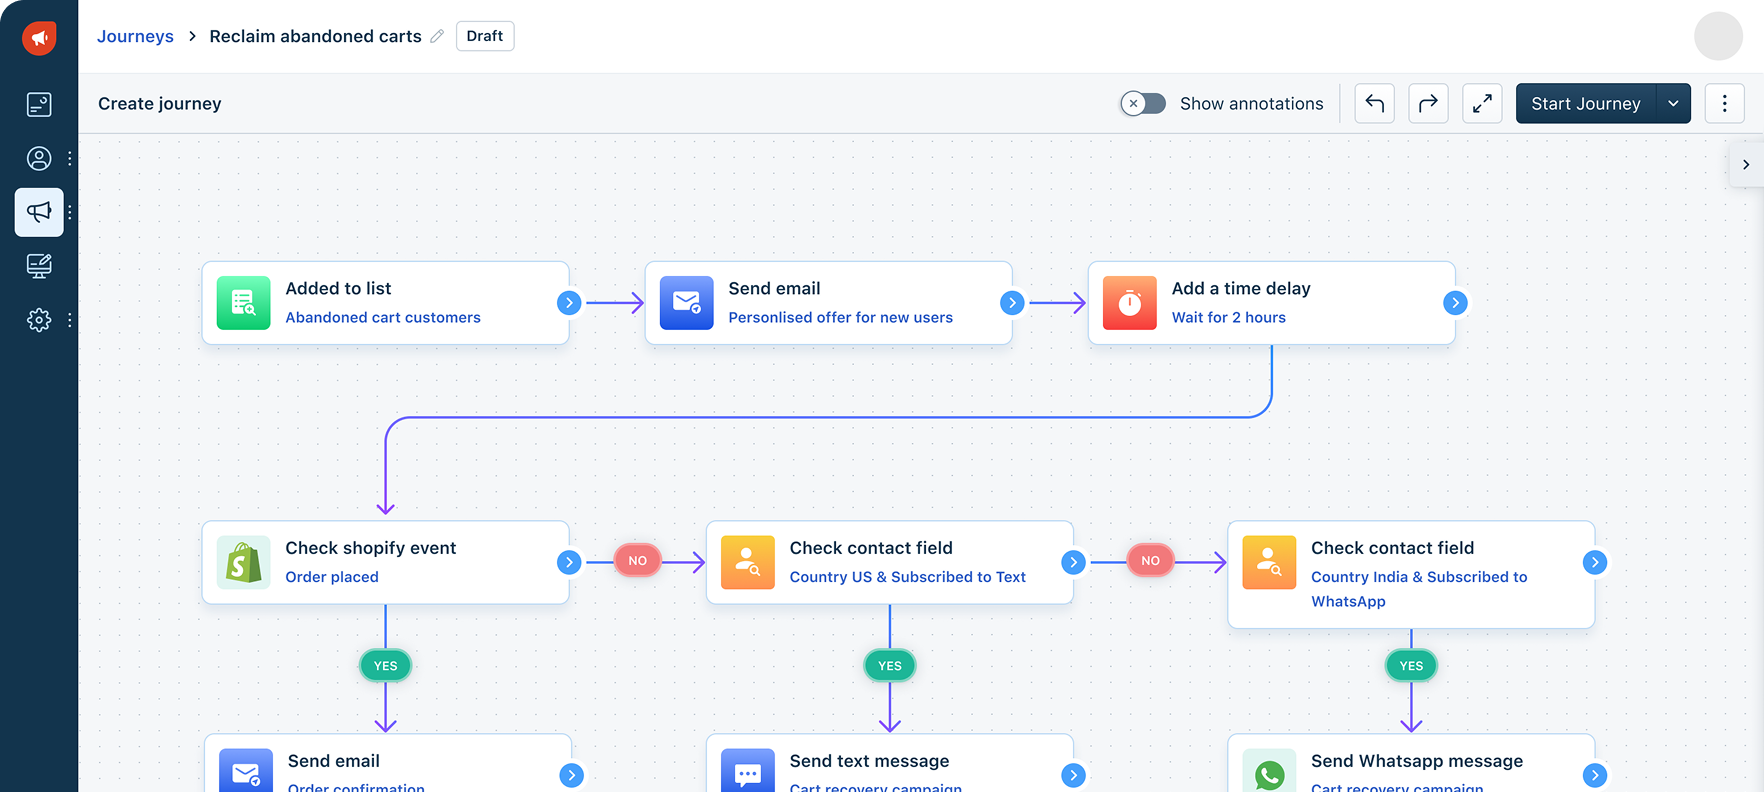 Journeys > Reclaim abandoned carts Draft
Create journey
Show annotations
Start Journey
Added to list
Abandoned cart customers
Send email
Personlised offer for new users
Add a time delay
Wait for 2 hours
Check shopify event
Order placed
NO
Check contact field
Country US & Subscribed to Text
NO
Check contact field
Country India & Subscribed to
WhatsApp
YES
YES
YES
Send email
Order confirmation
Send text message
Cart recovery campaign
Send Whatsapp message
Cart recovery campaign